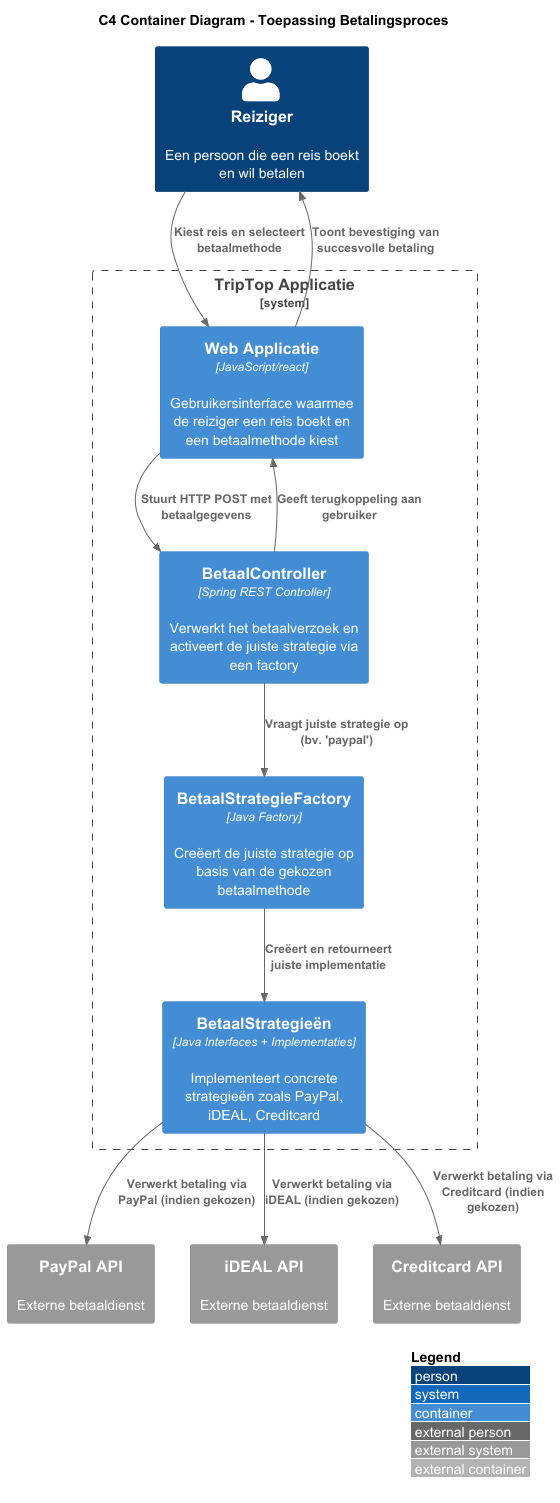 C4 Container Diagram - Toepassing Betalingsproces
Reiziger
Een persoon die een reis boekt
en wil betalen
Kiest reis en selecteert
betaalmethode
Toont bevestiging van
succesvolle betaling
TripTop Applicatie
[system]
Web Applicatie
[JavaScript/react]
Gebruikersinterface waarmee
de reiziger een reis boekt en
een betaalmethode kiest
Stuurt HTTP POST met
betaalgegevens
Geeft terugkoppeling aan
gebruiker
BetaalController
[Spring REST Controller]
Verwerkt het betaalverzoek en
activeert de juiste strategie via
een factory
Vraagt juiste strategie op
(bv. 'paypal')
BetaalStrategieFactory
[Java Factory]
Creëert de juiste strategie op
basis van de gekozen
betaalmethode
Creëert en retourneert
juiste implementatie
BetaalStrategieën
[Java Interfaces + Implementaties]
Implementeert concrete
strategieën zoals PayPal,
iDEAL, Creditcard
Verwerkt betaling via
PayPal (indien gekozen)
Verwerkt betaling via
iDEAL (indien gekozen)
Verwerkt betaling via
Creditcard (indien
gekozen)
PayPal API
Externe betaaldienst
iDEAL API
Externe betaaldienst
Creditcard API
Externe betaaldienst
Legend
person
system
container
external person
external system
external container